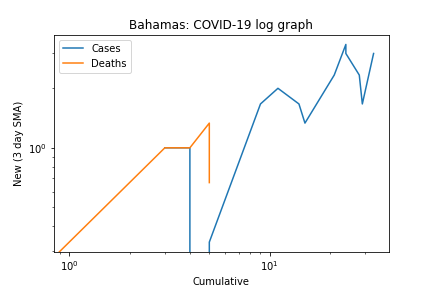 Bahamas: COVID-19 log graph
Cases
Deaths
New (3 day SMA)
10⁰
10⁰
10¹
Cumulative